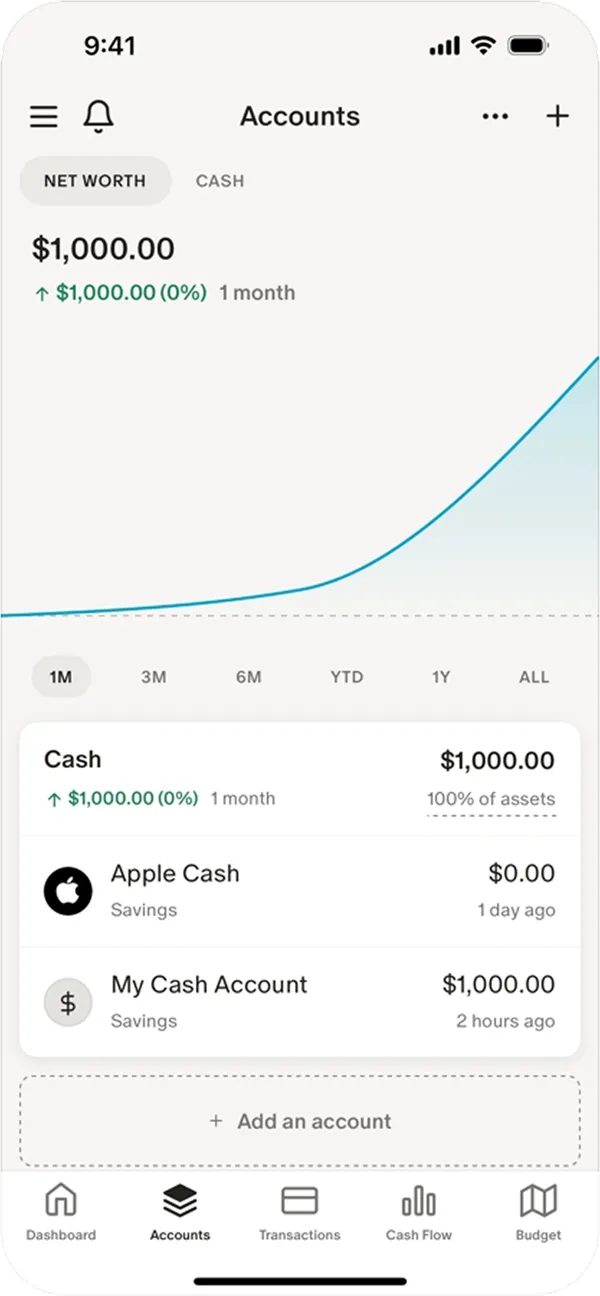 9:41
Accounts
NET WORTH CASH
$1,000.00
↑ $1,000.00 (0%) 1 month
1M 3M 6M YTD 1Y ALL
Cash $1,000.00
↑ $1,000.00 (0%) 1 month 100% of assets
Apple Cash $0.00
Savings 1 day ago
$ My Cash Account $1,000.00
Savings 2 hours ago
+ Add an account
Dashboard Accounts Transactions Cash Flow Budget